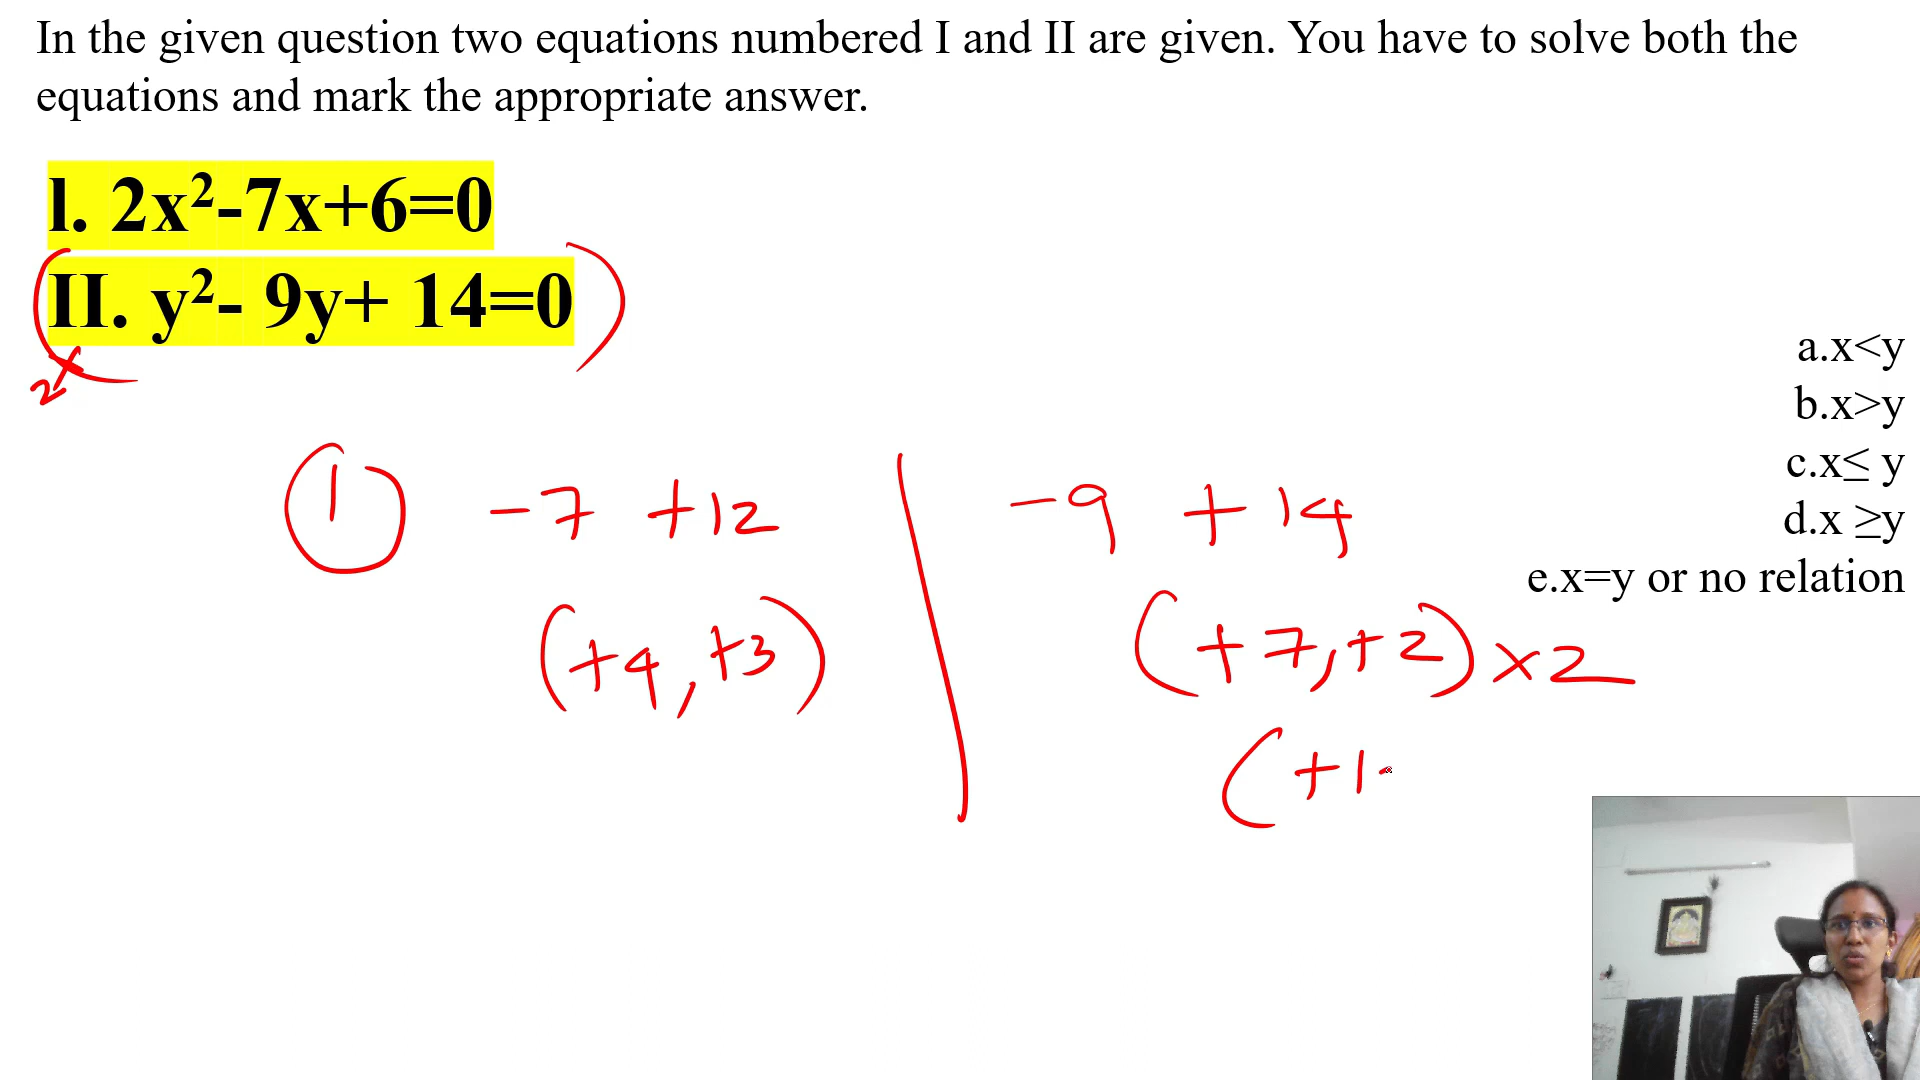 In the given question two equations numbered I and II are given. You have to solve both the
equations and mark the appropriate answer.
l. 2x²-7x+6=0
II. y²- 9y+ 14=0
2x
a.x<y
b.x>y
c.x≤ y
d.x ≥y
e.x=y or no relation
1 -7 +12 -9 +14
(+4,+3) (+7,+2)x2
(+1